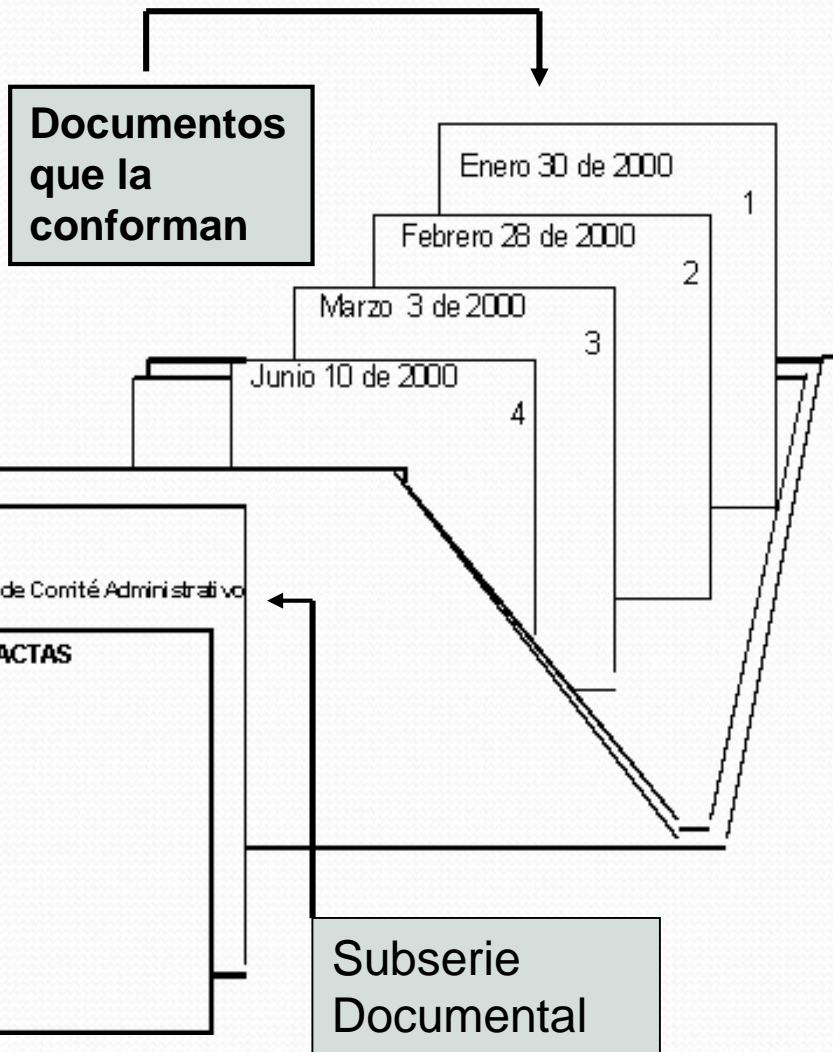 Documentos
que la
conforman
Enero 30 de 2000
1
Febrero 28 de 2000
2
Marzo 3 de 2000
3
Junio 10 de 2000
4
de Comité Administrativo
ACTAS
Subserie
Documental